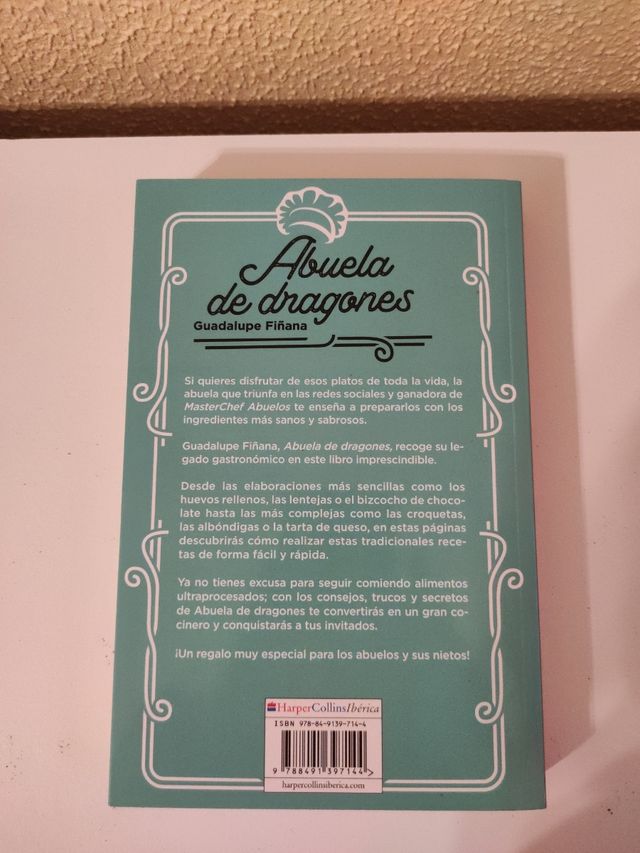 Abuela
de dragones
Guadalupe Fiñana
Si quieres disfrutar de esos platos de toda la vida, la
abuela que triunfa en las redes sociales y ganadora de
MasterChef Abuelos te enseña a prepararlos con los
ingredientes más sanos y sabrosos.
Guadalupe Fiñana, Abuela de dragones, recoge su le-
gado gastronómico en este libro imprescindible.
Desde las elaboraciones más sencillas como los
huevos rellenos, las lentejas o el bizcocho de choco-
late hasta las más complejas como las croquetas,
las albóndigas o la tarta de queso, en estas páginas
descubrirás cómo realizar estas tradicionales rece-
tas de forma fácil y rápida.
Ya no tienes excusa para seguir comiendo alimentos
ultraprocesados; con los consejos, trucos y secretos
de Abuela de dragones te convertirás en un gran co-
cinero y conquistarás a tus invitados.
¡Un regalo muy especial para los abuelos y sus nietos!
HarperCollinsIbérica
ISBN 978-84-9139-714-4
9 788491 397144 >
harpercollinsiberica.com